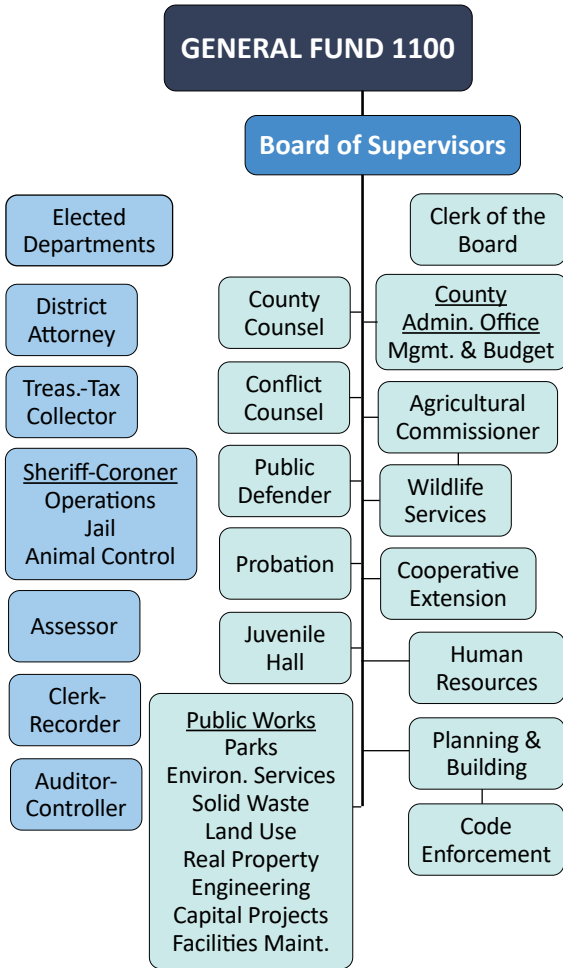 GENERAL FUND 1100
Board of Supervisors
Elected
Departments
District
Attorney
Treas.-Tax
Collector
Sheriff-Coroner
Operations
Jail
Animal Control
Assessor
Clerk-
Recorder
Auditor-
Controller
County
Counsel
Conflict
Counsel
Public
Defender
Probation
Juvenile
Hall
Public Works
Parks
Environ. Services
Solid Waste
Land Use
Real Property
Engineering
Capital Projects
Facilities Maint.
Clerk of the
Board
County
Admin. Office
Mgmt. & Budget
Agricultural
Commissioner
Wildlife
Services
Cooperative
Extension
Human
Resources
Planning &
Building
Code
Enforcement